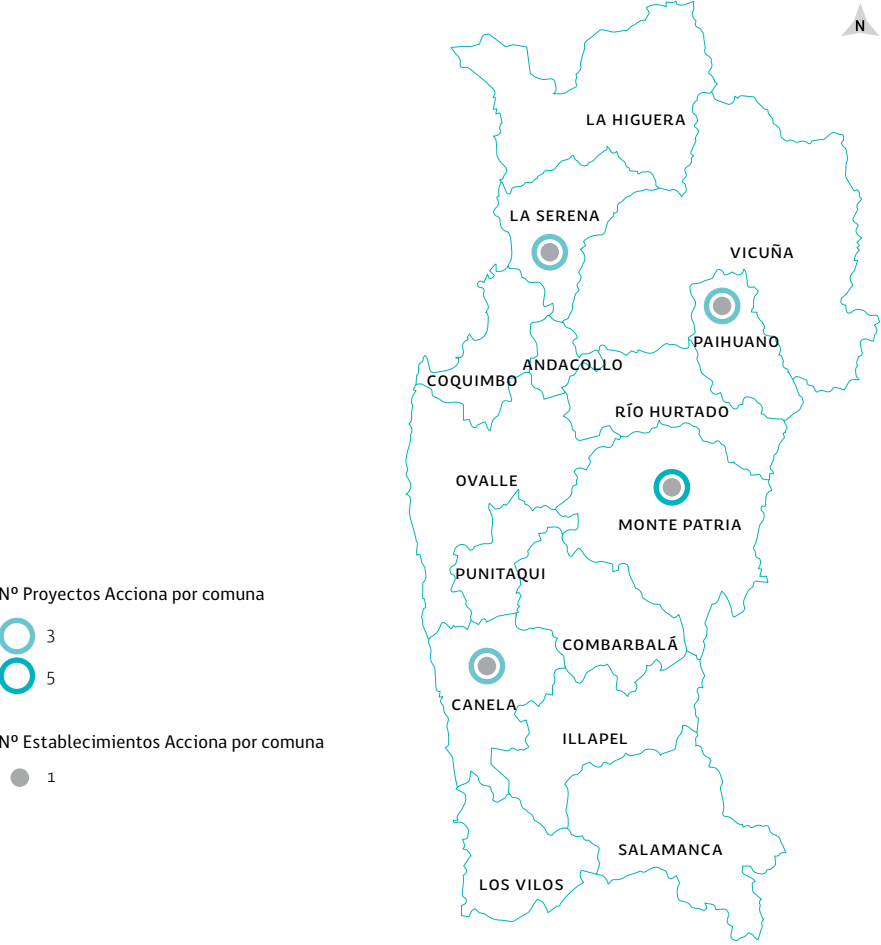 N
LA HIGUERA
LA SERENA
VICUÑA
PAIHUANO
ANDACOLLO
COQUIMBO
RÍO HURTADO
OVALLE
MONTE PATRIA
PUNITAQUI
Nº Proyectos Acciona por comuna
3
5
COMBARBALÁ
CANELA
ILLAPEL
Nº Establecimientos Acciona por comuna
1
SALAMANCA
LOS VILOS